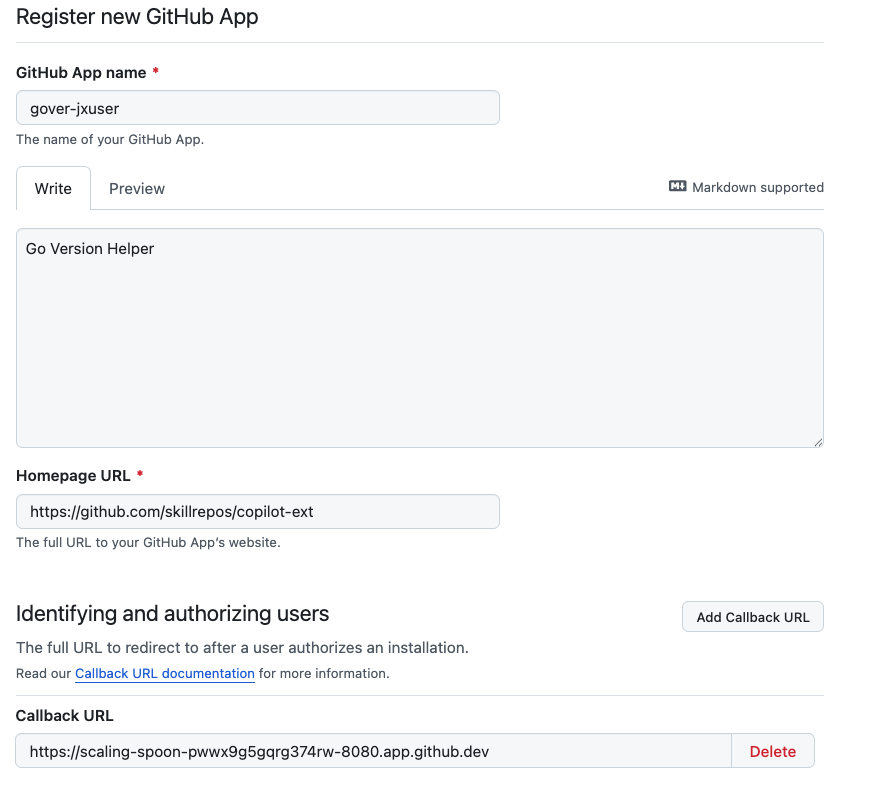 Register new GitHub App
GitHub App name *
gover-jxuser
The name of your GitHub App.
Write Preview Markdown supported
Go Version Helper
Homepage URL *
https://github.com/skillrepos/copilot-ext
The full URL to your GitHub App’s website.
Identifying and authorizing users
Add Callback URL
The full URL to redirect to after a user authorizes an installation.
Read our Callback URL documentation for more information.
Callback URL
https://scaling-spoon-pwwx9g5gqrg374rw-8080.app.github.dev Delete